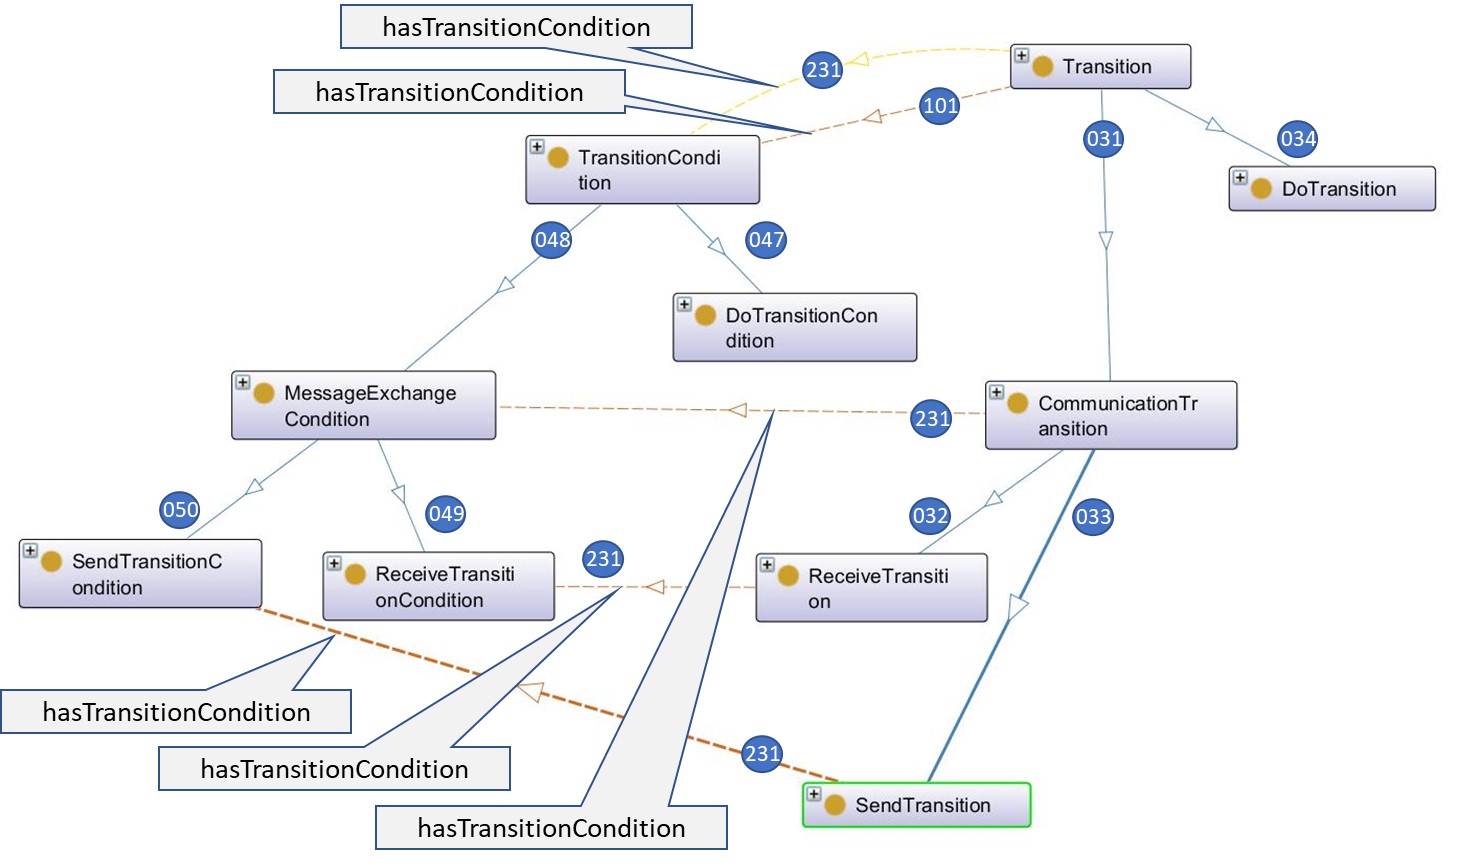 hasTransitionCondition
231
Transition
hasTransitionCondition
101
031
034
TransitionCondi
tion
DoTransition
048
047
DoTransitionCon
dition
MessageExchange
Condition
231
CommunicationTr
ansition
050
049
032
033
SendTransitionC
ondition
ReceiveTransiti
onCondition
231
ReceiveTransiti
on
hasTransitionCondition
hasTransitionCondition
231
SendTransition
hasTransitionCondition